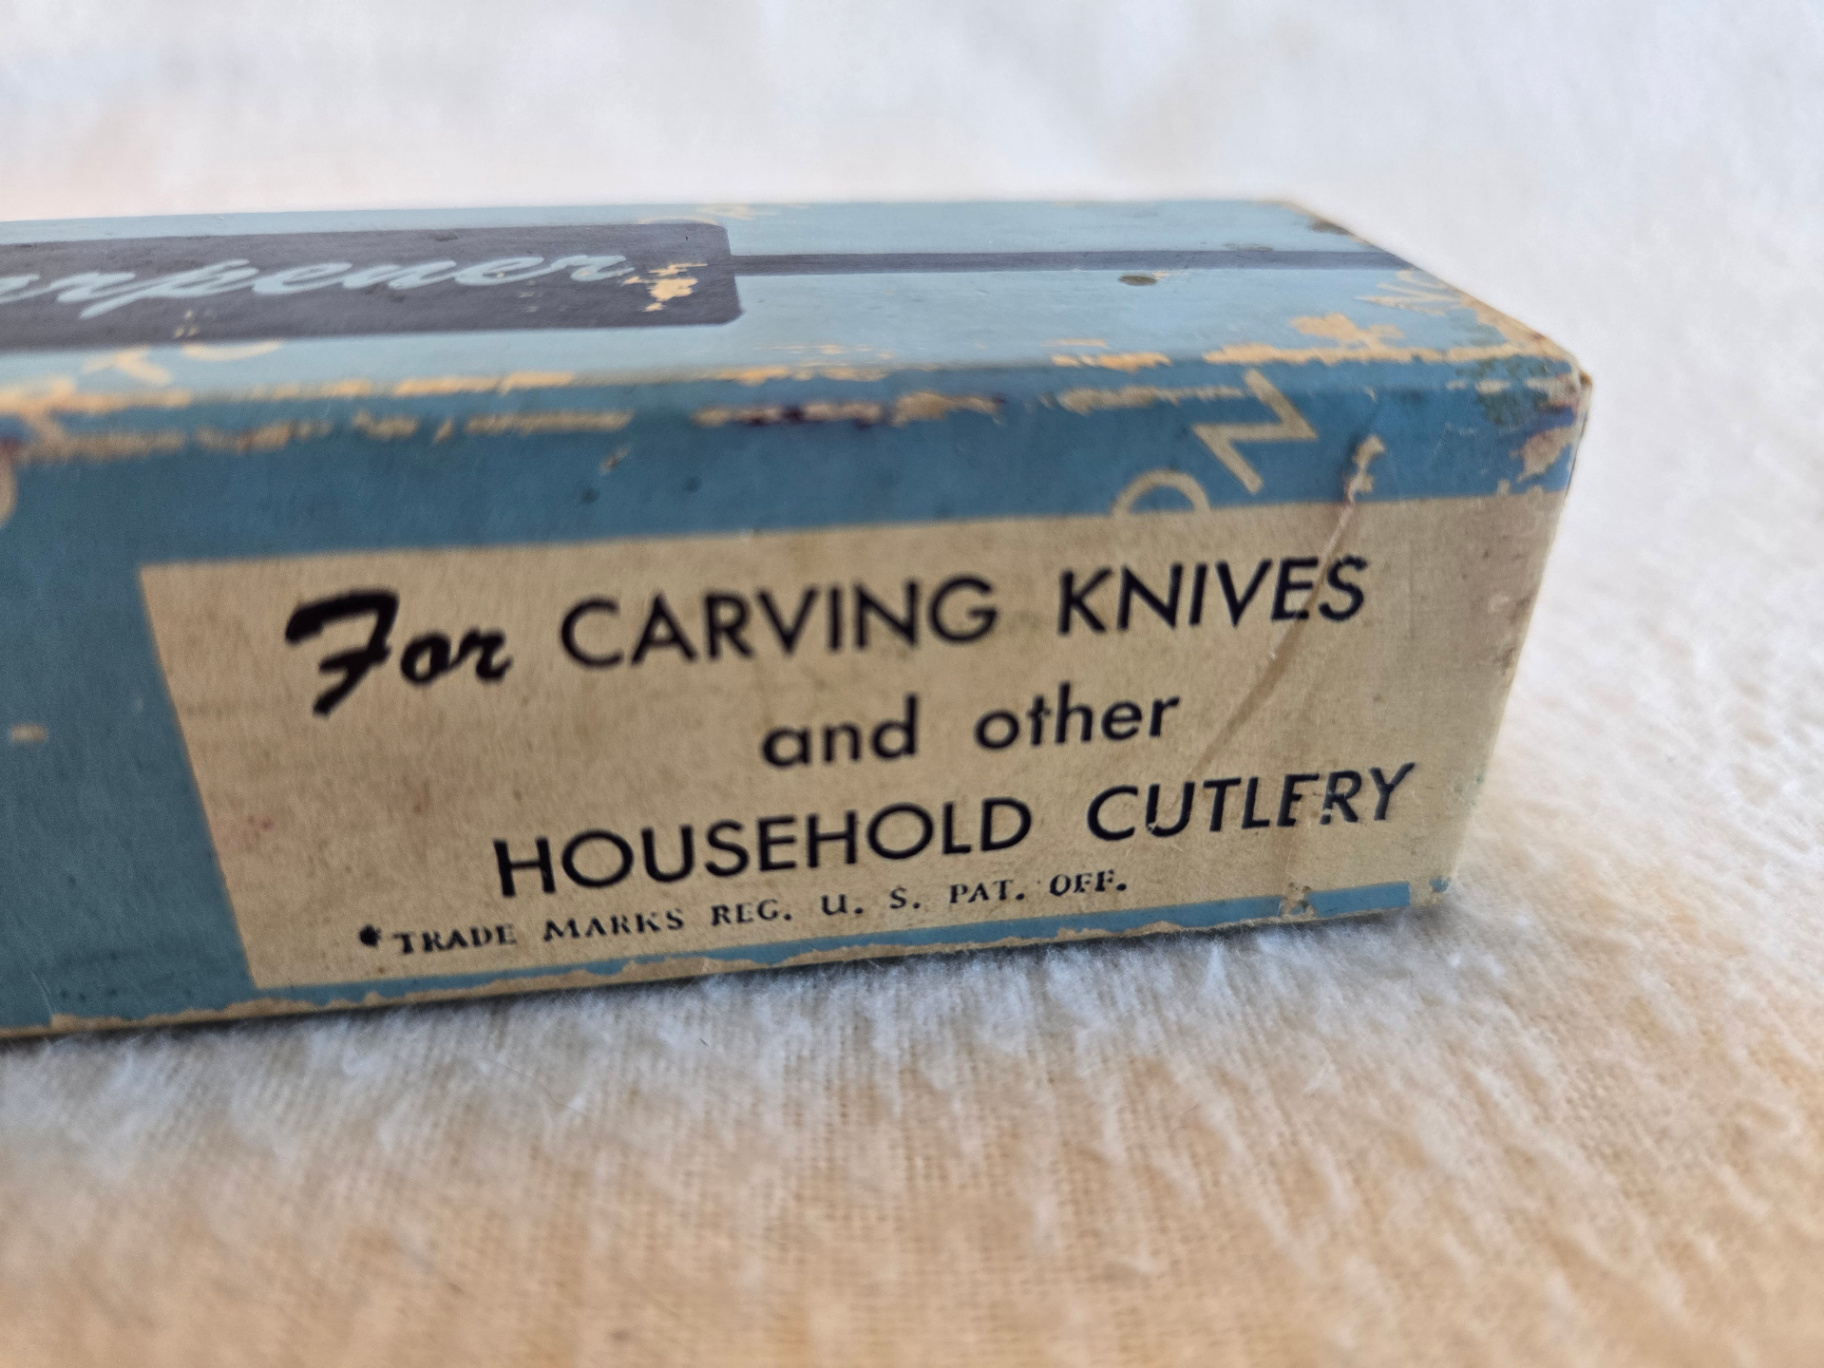 For CARVING KNIVES
and other
HOUSEHOLD CUTLERY
*TRADE MARKS REG. U. S. PAT. OFF.